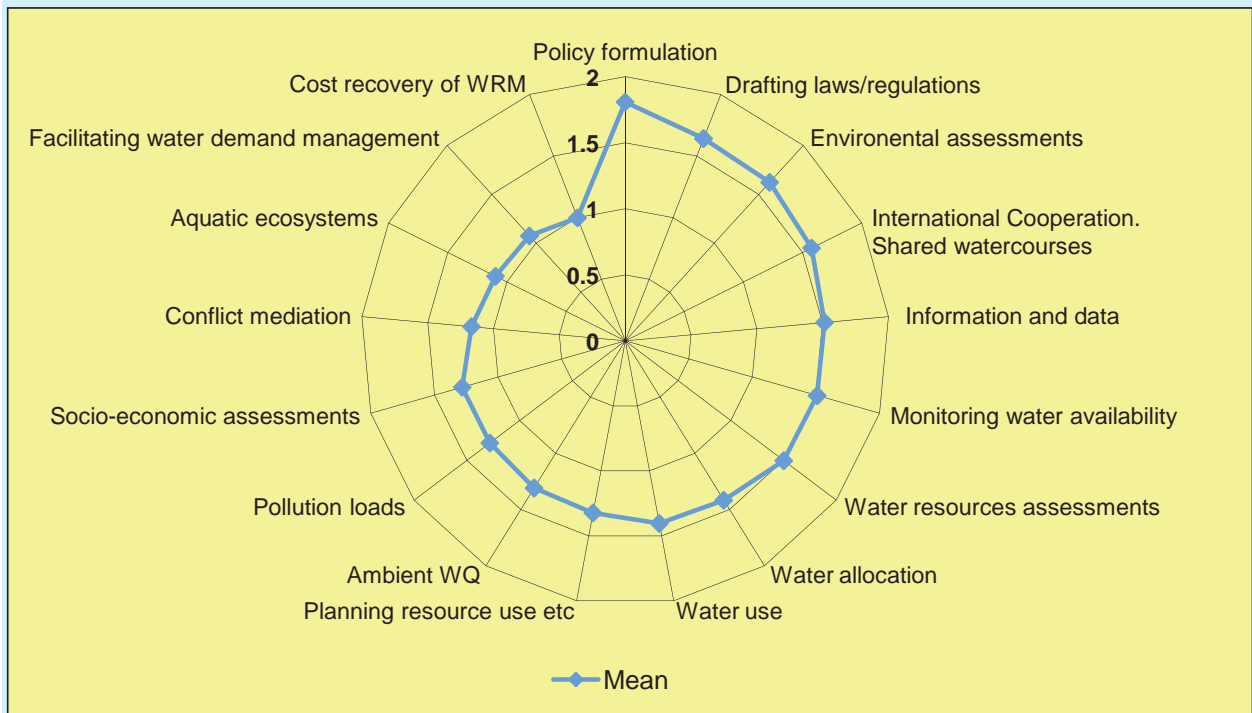 Policy formulation
Drafting laws/regulations
Environental assessments
International Cooperation.
Shared watercourses
Information and data
Monitoring water availability
Water resources assessments
Water allocation
Water use
Planning resource use etc
Ambient WQ
Pollution loads
Socio-economic assessments
Conflict mediation
Aquatic ecosystems
Facilitating water demand management
Cost recovery of WRM
2
1.5
1
0.5
0
Mean